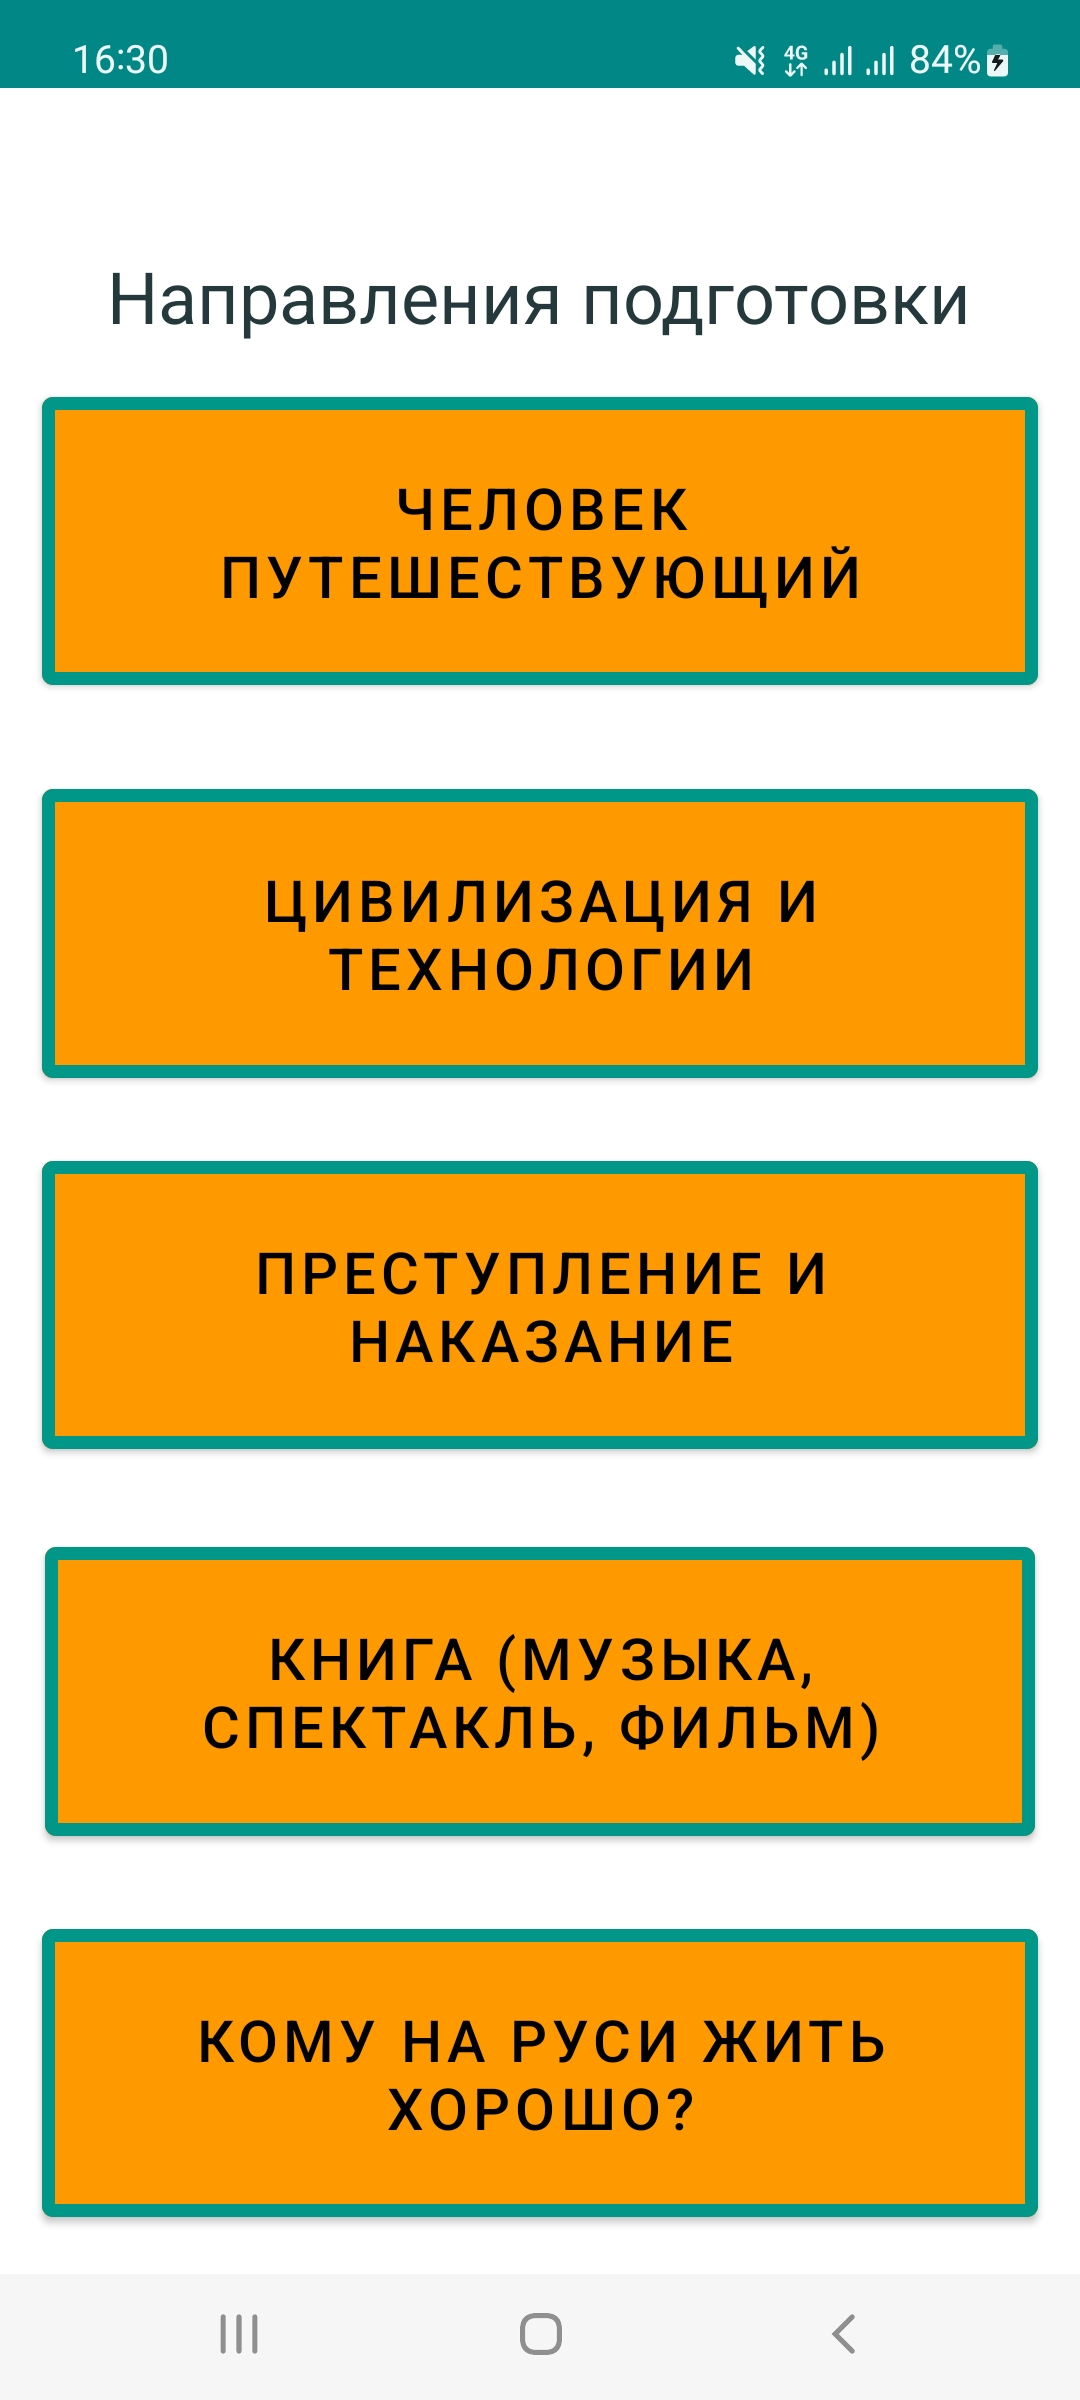 16:30 4G 84%
Направления подготовки
ЧЕЛОВЕК
ПУТЕШЕСТВУЮЩИЙ
ЦИВИЛИЗАЦИЯ И
ТЕХНОЛОГИИ
ПРЕСТУПЛЕНИЕ И
НАКАЗАНИЕ
КНИГА (МУЗЫКА,
СПЕКТАКЛЬ, ФИЛЬМ)
КОМУ НА РУСИ ЖИТЬ
ХОРОШО?